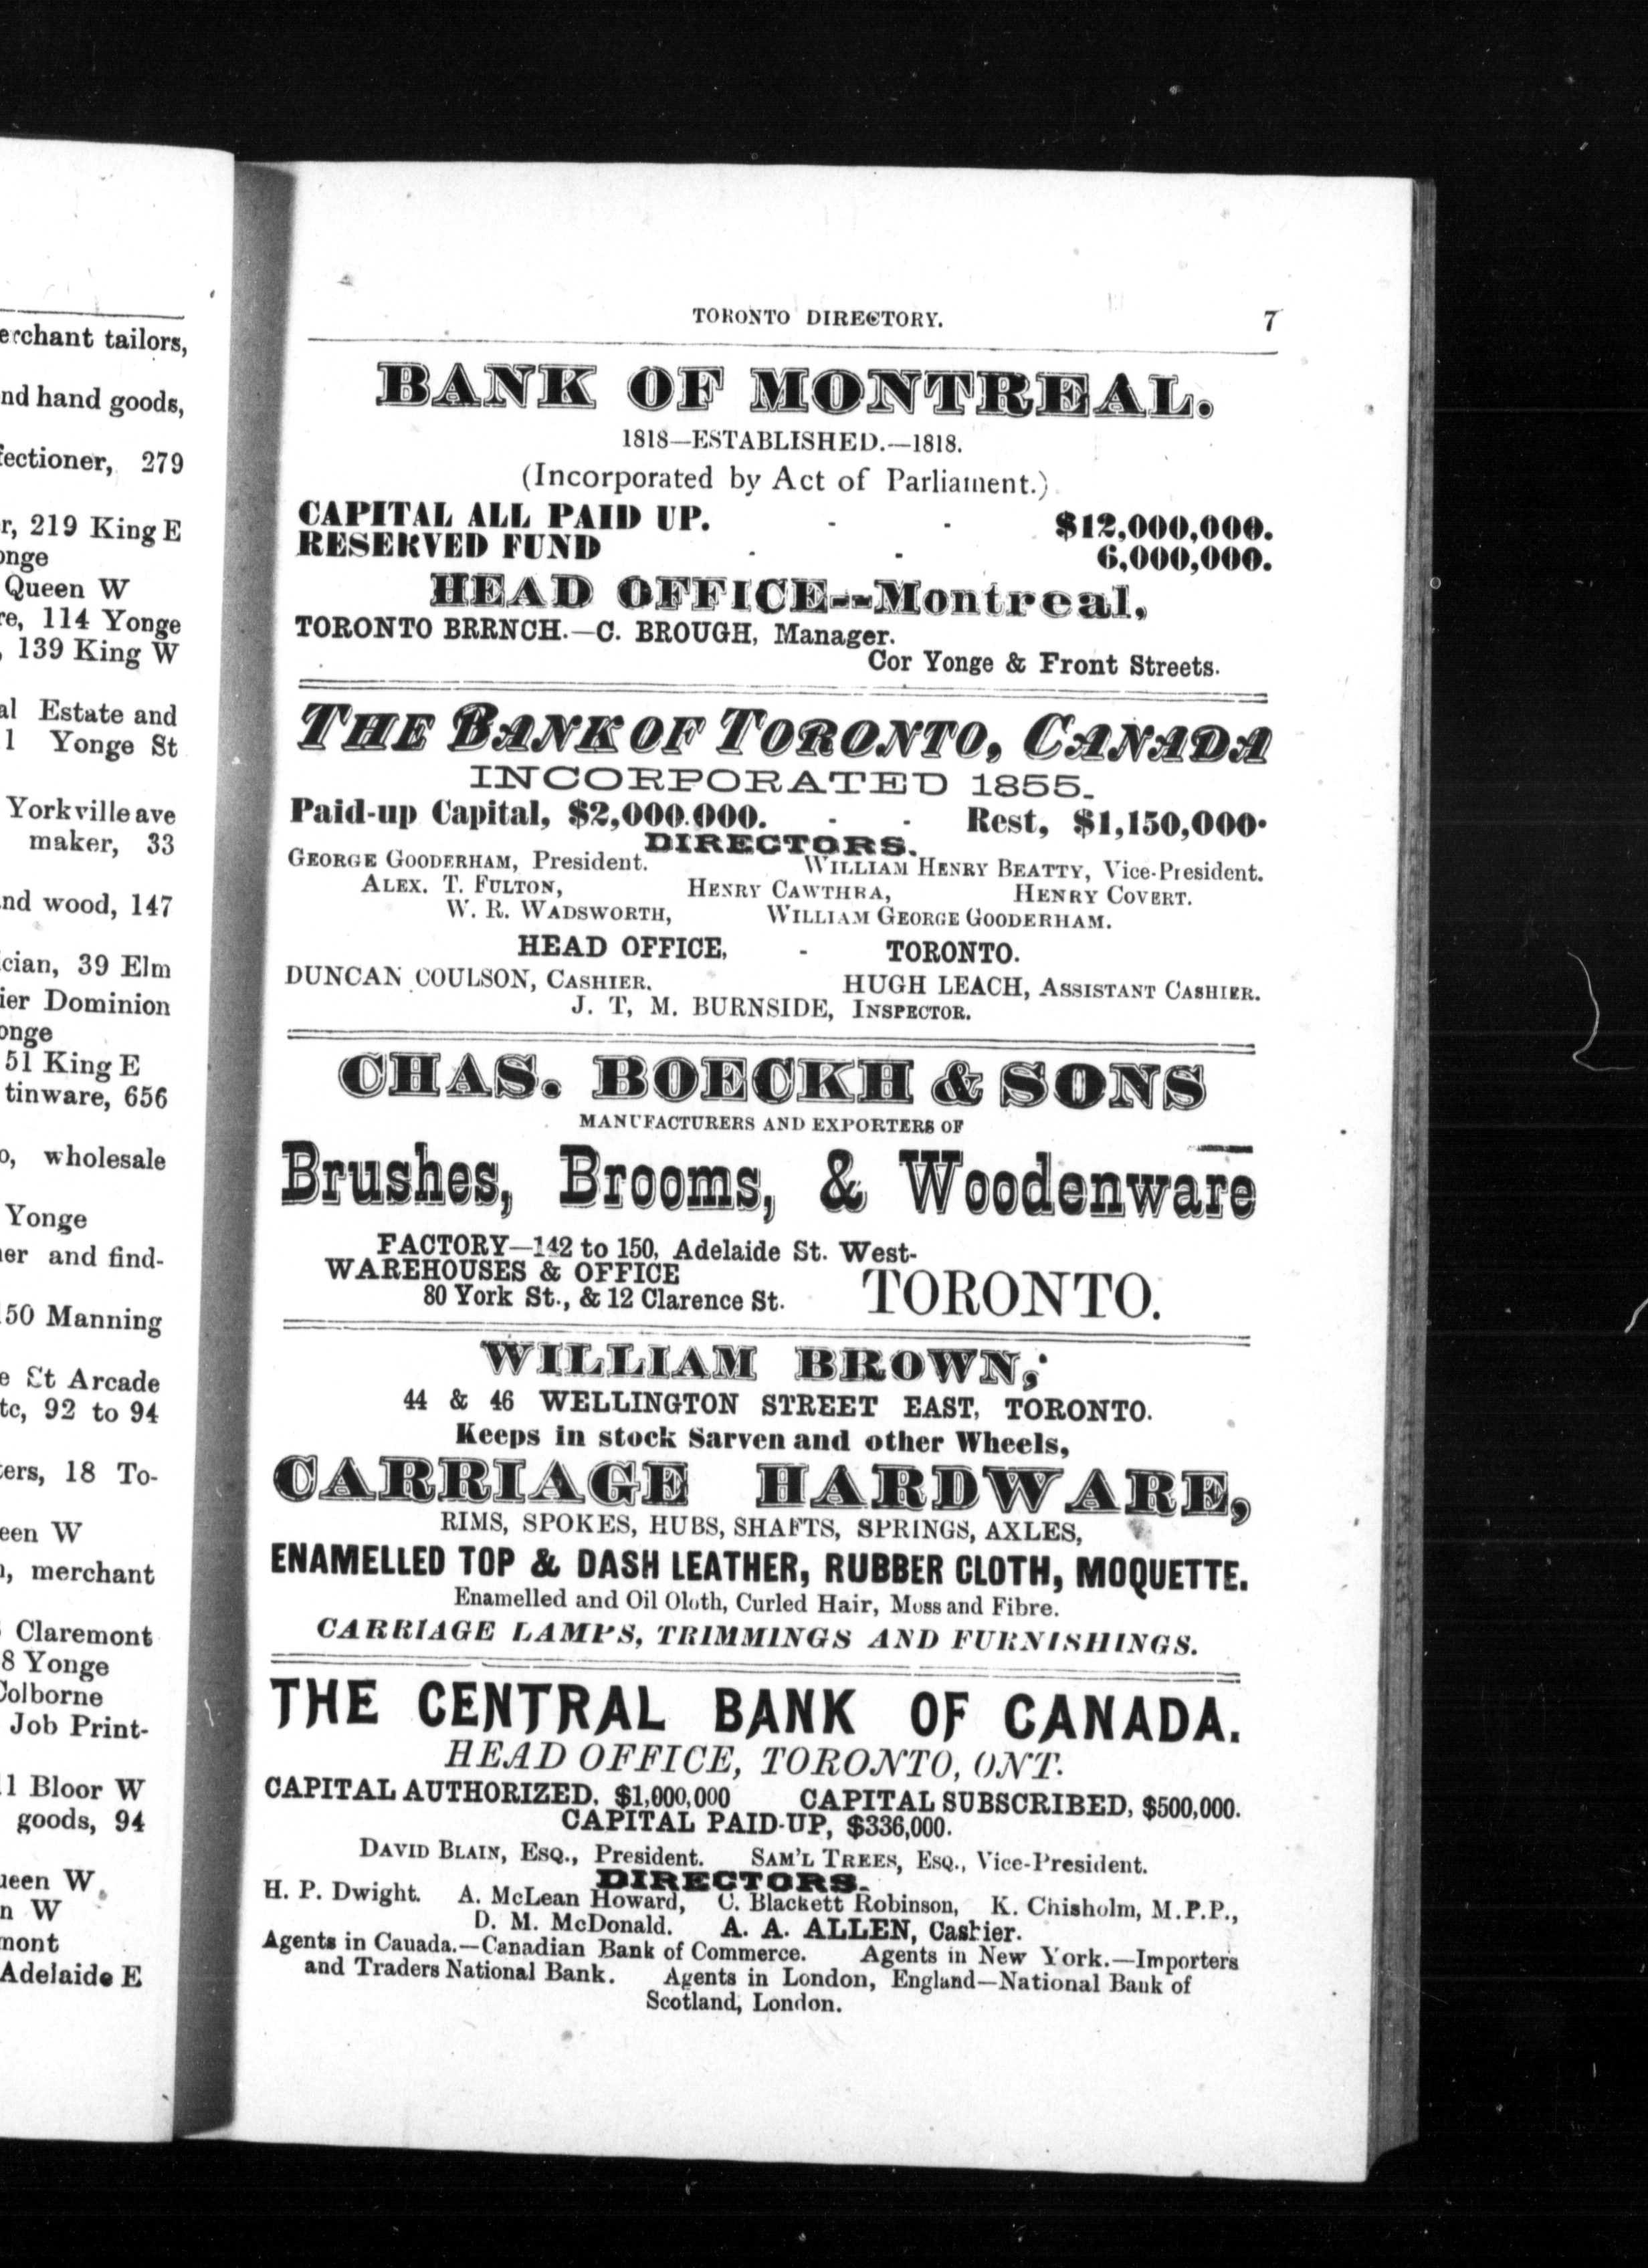 erchant tailors,
nd hand goods,
fectioner, 279
r, 219 King E
onge
Queen W
re, 114 Yonge
, 139 King W
al Estate and
1 Yonge St
Yorkville ave
maker, 33
nd wood, 147
cian, 39 Elm
ier Dominion
onge
51 King E
tinware, 656
o, wholesale
Yonge
er and find-
50 Manning
e St Arcade
tc, 92 to 94
ers, 18 To-
een W
, merchant
Claremont
8 Yonge
Colborne
Job Print-
1 Bloor W
goods, 94
ueen W
n W
mont
Adelaide E
TORONTO DIRECTORY. 7
BANK OF MONTREAL.
1818—ESTABLISHED.—1818.
(Incorporated by Act of Parliament.)
CAPITAL ALL PAID UP. - - $12,000,000.
RESERVED FUND - - 6,000,000.
HEAD OFFICE--Montreal,
TORONTO BRRNCH.—C. BROUGH, Manager.
Cor Yonge & Front Streets.
THE BANK OF TORONTO, CANADA
INCORPORATED 1855.
Paid-up Capital, $2,000.000. - - Rest, $1,150,000.
DIRECTORS.
GEORGE GOODERHAM, President. WILLIAM HENRY BEATTY, Vice-President.
ALEX. T. FULTON, HENRY CAWTHRA, HENRY COVERT.
W. R. WADSWORTH, WILLIAM GEORGE GOODERHAM.
HEAD OFFICE, - TORONTO.
DUNCAN COULSON, CASHIER. HUGH LEACH, ASSISTANT CASHIER.
J. T, M. BURNSIDE, INSPECTOR.
CHAS. BOECKH & SONS
MANUFACTURERS AND EXPORTERS OF
Brushes, Brooms, & Woodenware
FACTORY—142 to 150, Adelaide St. West-
WAREHOUSES & OFFICE
80 York St., & 12 Clarence St. TORONTO.
WILLIAM BROWN,
44 & 46 WELLINGTON STREET EAST, TORONTO.
Keeps in stock Sarven and other Wheels,
CARRIAGE HARDWARE,
RIMS, SPOKES, HUBS, SHAFTS, SPRINGS, AXLES,
ENAMELLED TOP & DASH LEATHER, RUBBER CLOTH, MOQUETTE.
Enamelled and Oil Oloth, Curled Hair, Moss and Fibre.
CARRIAGE LAMPS, TRIMMINGS AND FURNISHINGS.
THE CENTRAL BANK OF CANADA.
HEAD OFFICE, TORONTO, ONT.
CAPITAL AUTHORIZED, $1,000,000 CAPITAL SUBSCRIBED, $500,000.
CAPITAL PAID-UP, $336,000.
DAVID BLAIN, ESQ., President. SAM'L TREES, ESQ., Vice-President.
DIRECTORS.
H. P. Dwight. A. McLean Howard, C. Blackett Robinson, K. Chisholm, M.P.P.,
D. M. McDonald. A. A. ALLEN, Cashier.
Agents in Canada.—Canadian Bank of Commerce. Agents in New York.—Importers
and Traders National Bank. Agents in London, England—National Bank of
Scotland, London.